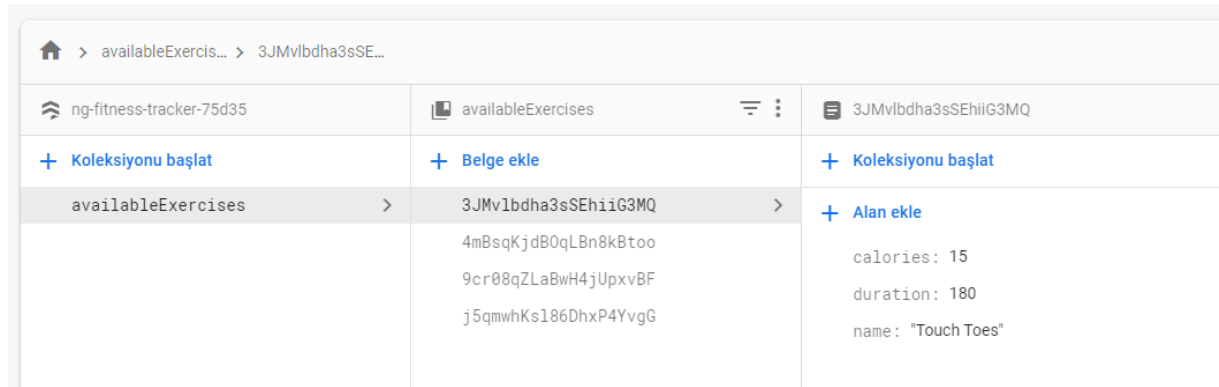 availableExercis... > 3JMvlbdha3sSE...
ng-fitness-tracker-75d35
Koleksiyonu başlat
availableExercises
availableExercises
Belge ekle
3JMvlbdha3sSEhiiG3MQ
4mBsqKjdBOqLBn8kBtoo
9cr08qZLaBwH4jUpxvBF
j5qmwhKsl86DhxP4YvgG
3JMvlbdha3sSEhiiG3MQ
Koleksiyonu başlat
Alan ekle
calories: 15
duration: 180
name: "Touch Toes"